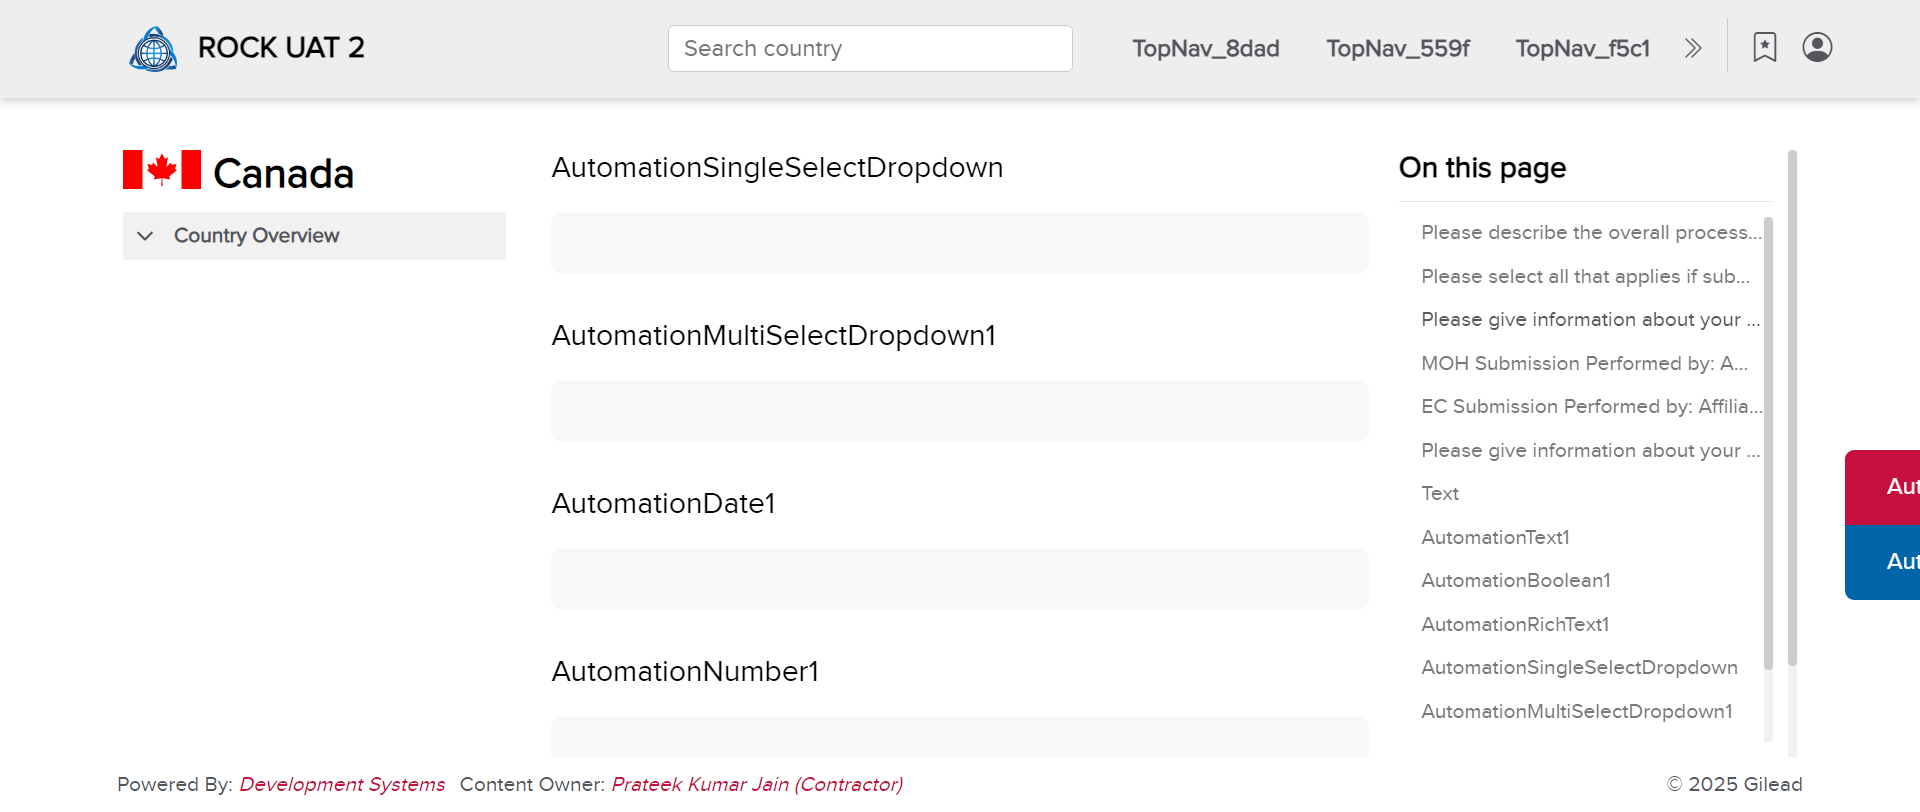 ROCK UAT 2
Search country
TopNav_8dad
TopNav_559f
TopNav_f5c1
Canada
Country Overview
AutomationSingleSelectDropdown
AutomationMultiSelectDropdown1
AutomationDate1
AutomationNumber1
On this page
Please describe the overall process...
Please select all that applies if sub...
Please give information about your ...
MOH Submission Performed by: A...
EC Submission Performed by: Affilia...
Please give information about your ...
Text
AutomationText1
AutomationBoolean1
AutomationRichText1
AutomationSingleSelectDropdown
AutomationMultiSelectDropdown1
Aut
Aut
Powered By: Development Systems Content Owner: Prateek Kumar Jain (Contractor)
© 2025 Gilead